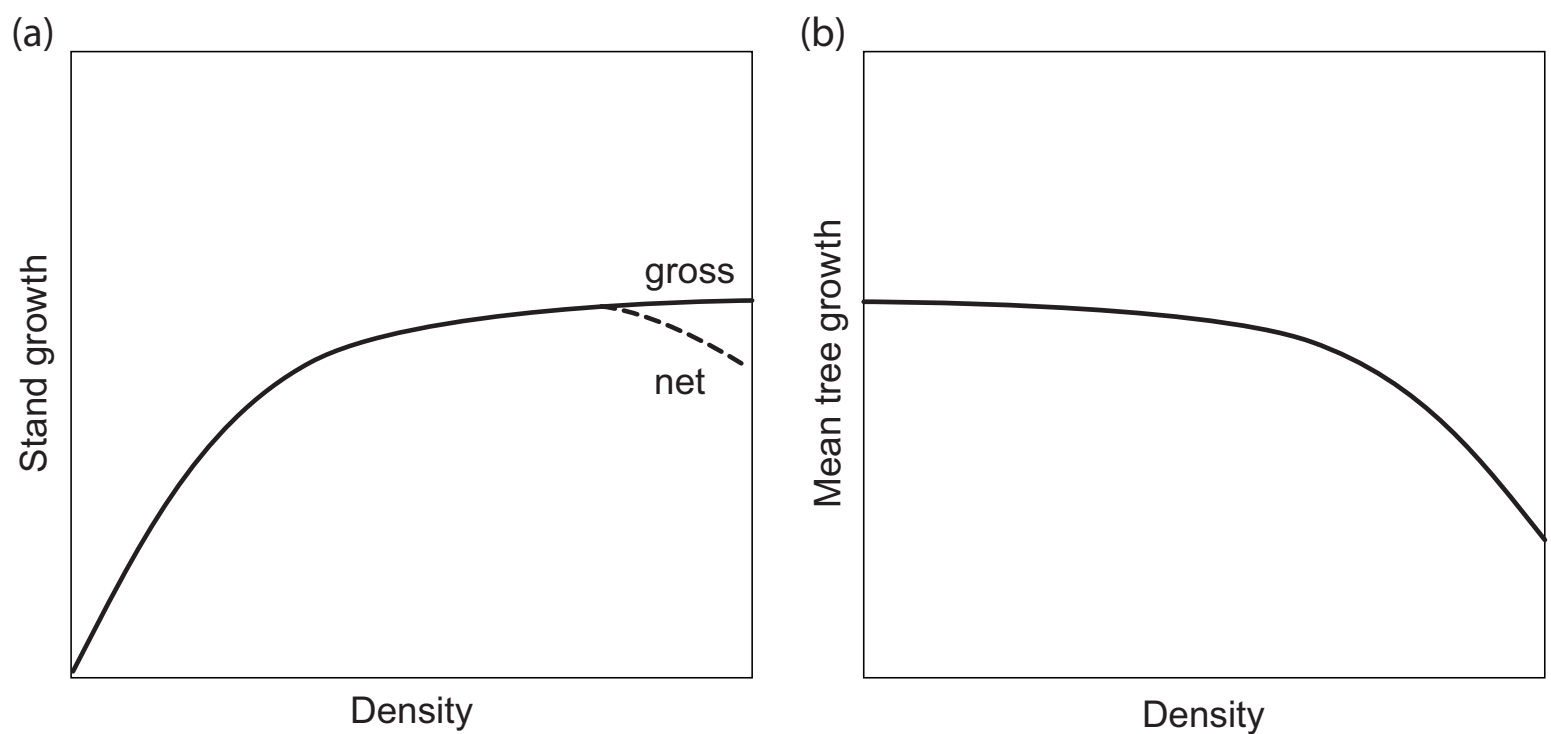 (a)
Stand growth
gross
net
Density
(b)
Mean tree growth
Density